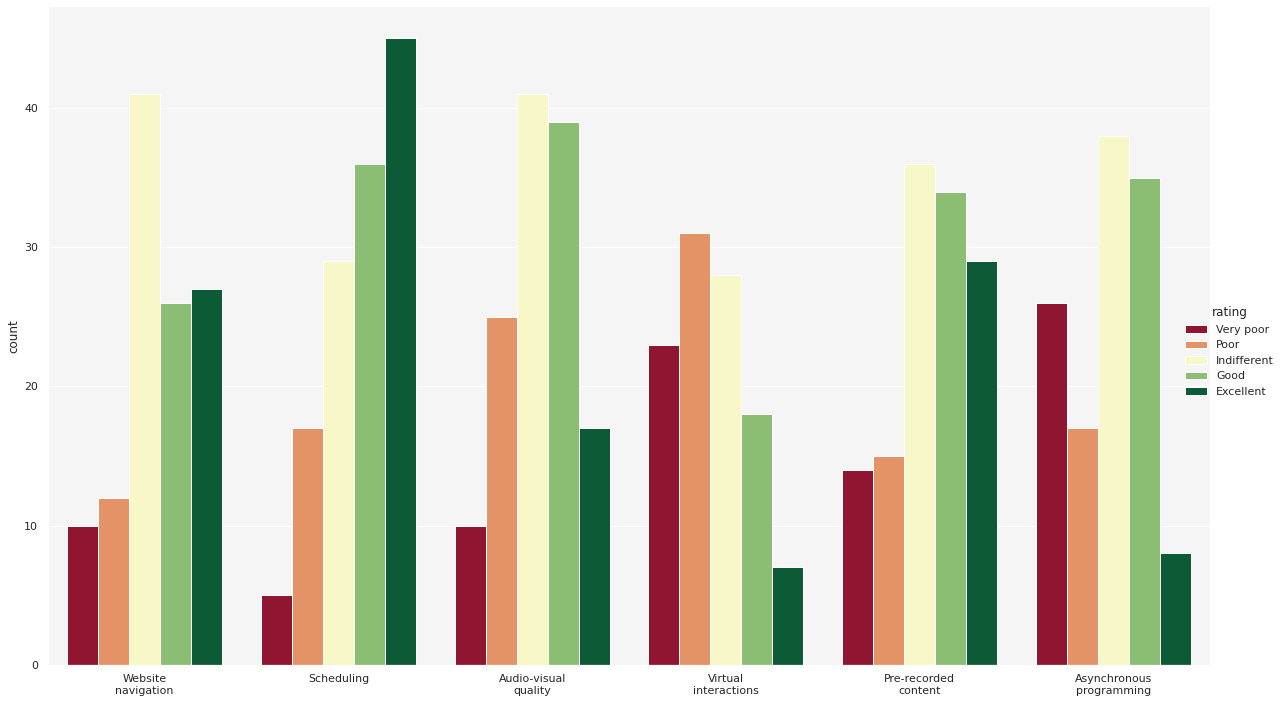 count
40
30
20
10
0
Website
navigation
Scheduling
Audio-visual
quality
Virtual
interactions
Pre-recorded
content
Asynchronous
programming
rating
Very poor
Poor
Indifferent
Good
Excellent